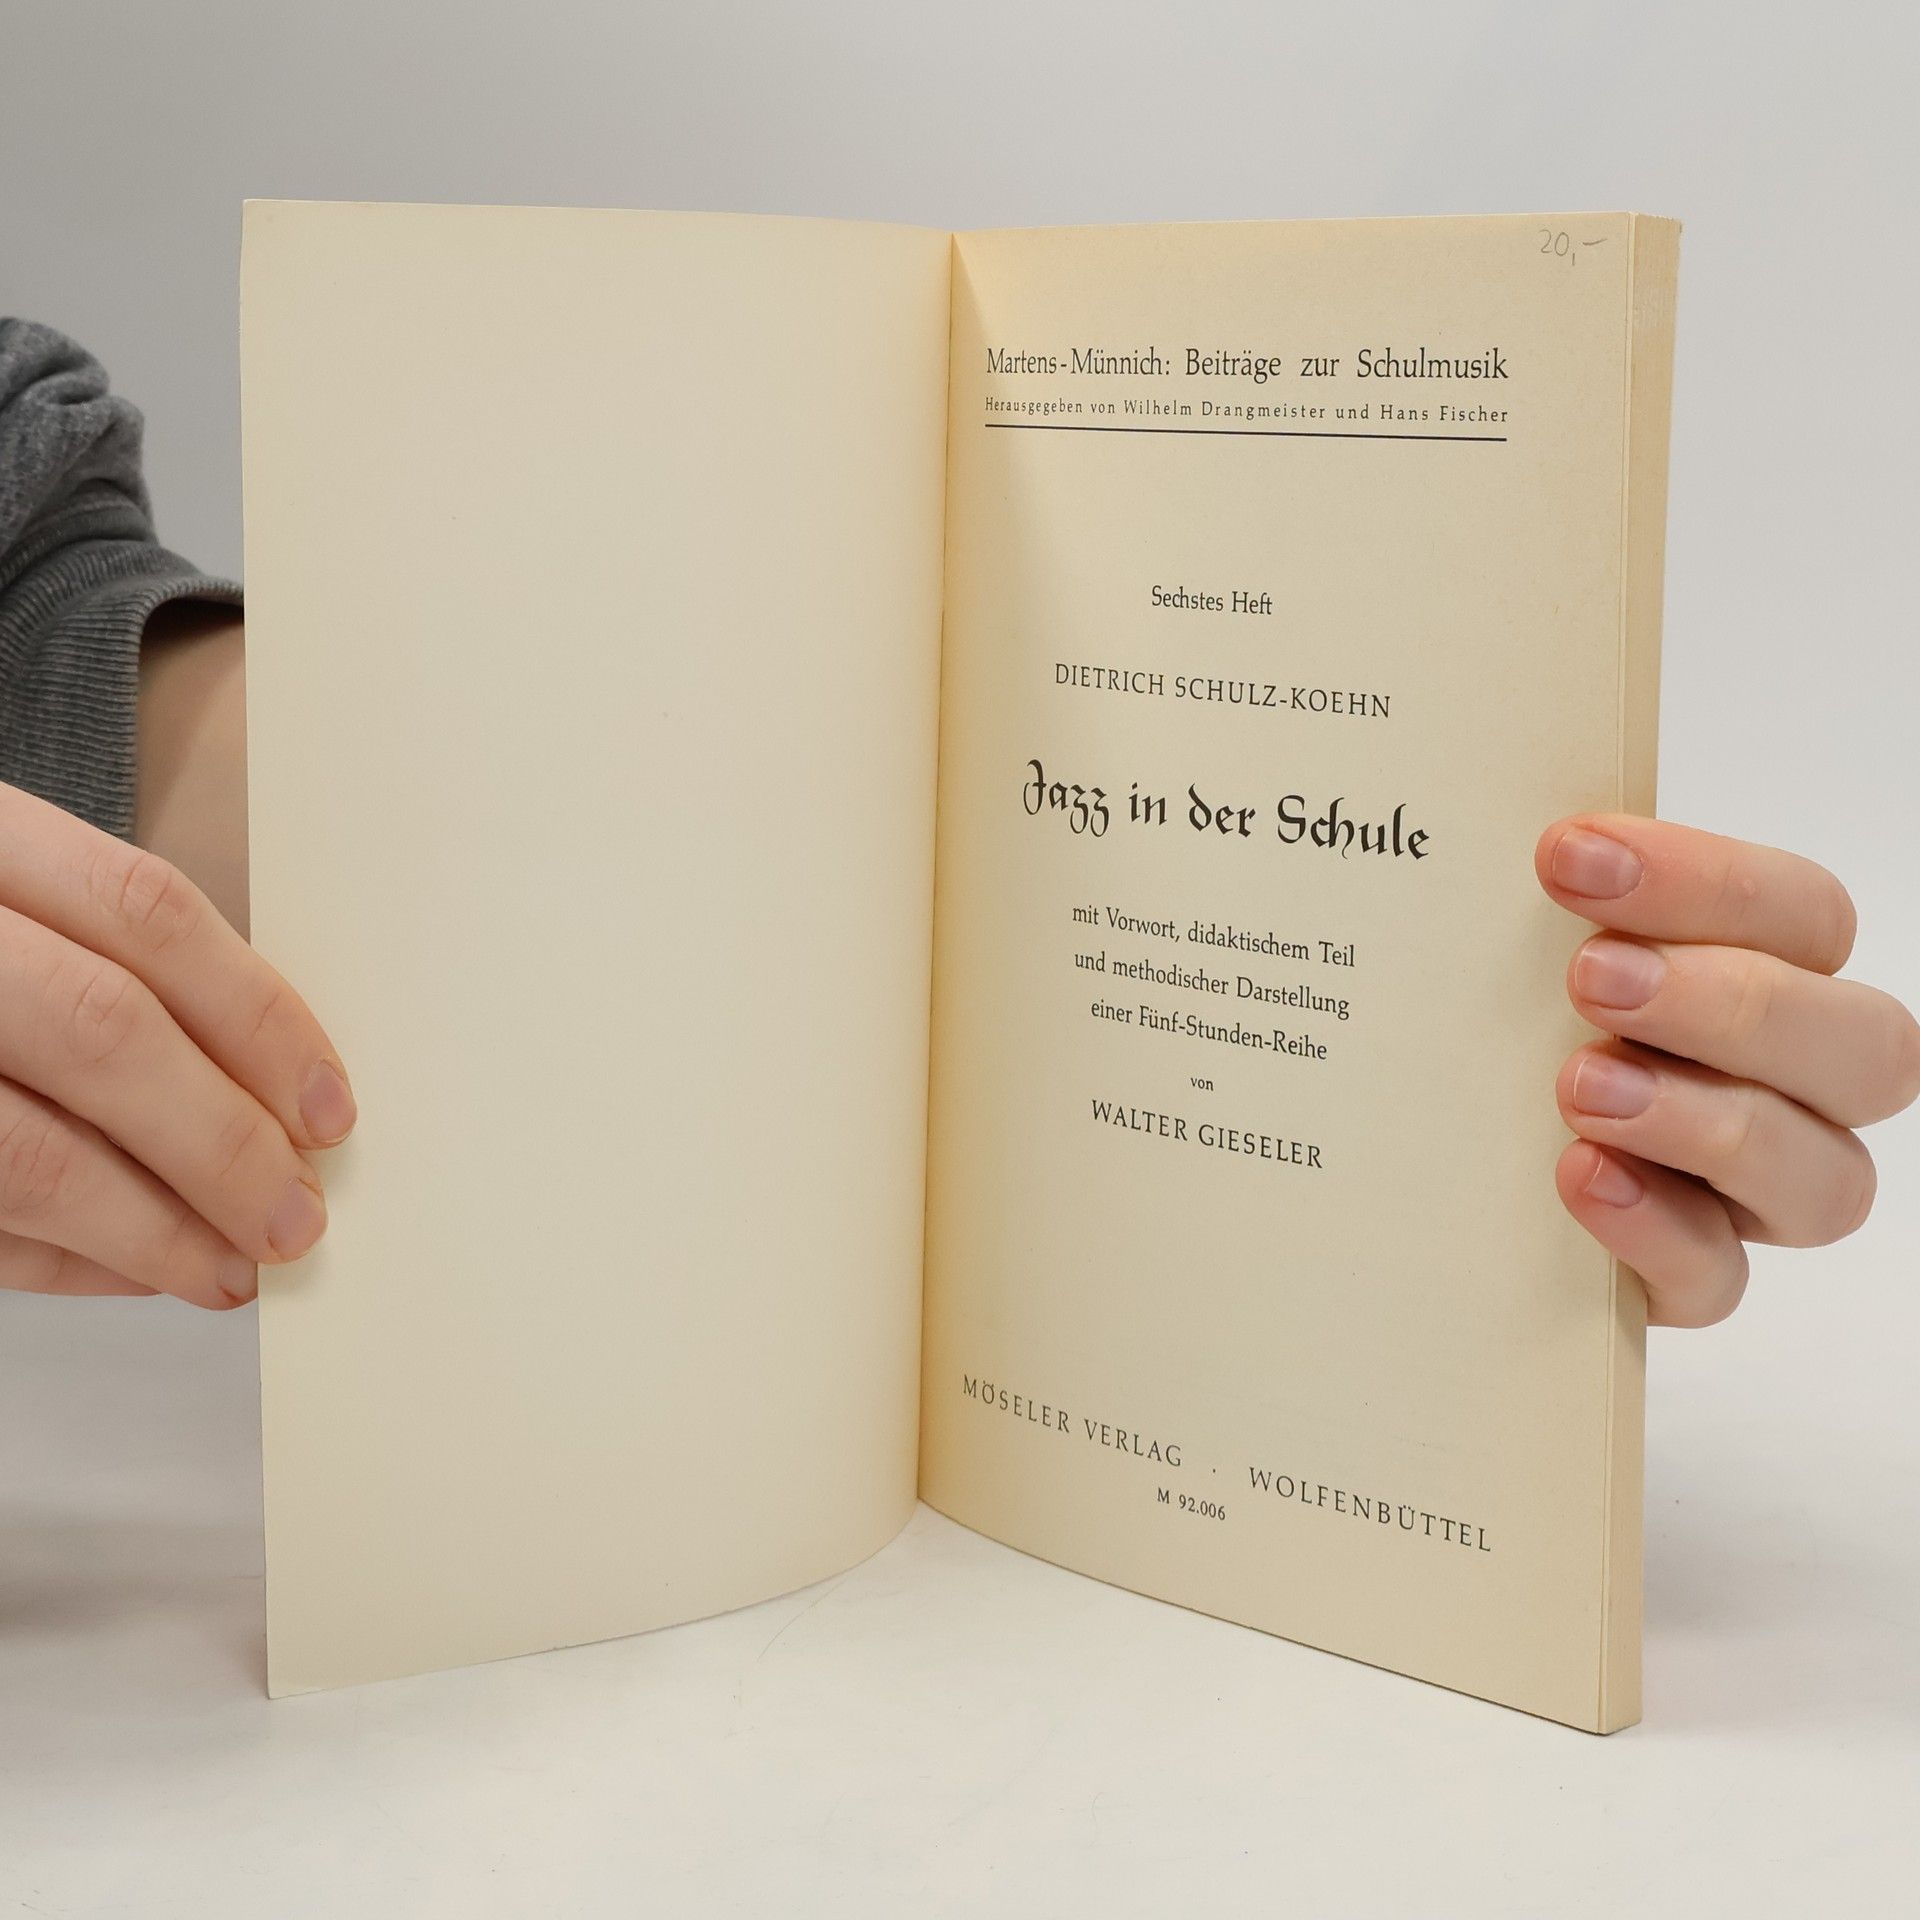 20,–
Martens-Münnich: Beiträge zur Schulmusik
Herausgegeben von Wilhelm Drangmeister und Hans Fischer
Sechstes Heft
DIETRICH SCHULZ-KOEHN
Jazz in der Schule
mit Vorwort, didaktischem Teil
und methodischer Darstellung
einer Fünf-Stunden-Reihe
von
WALTER GIESELER
MÖSELER VERLAG . WOLFENBÜTTEL
M 92.006